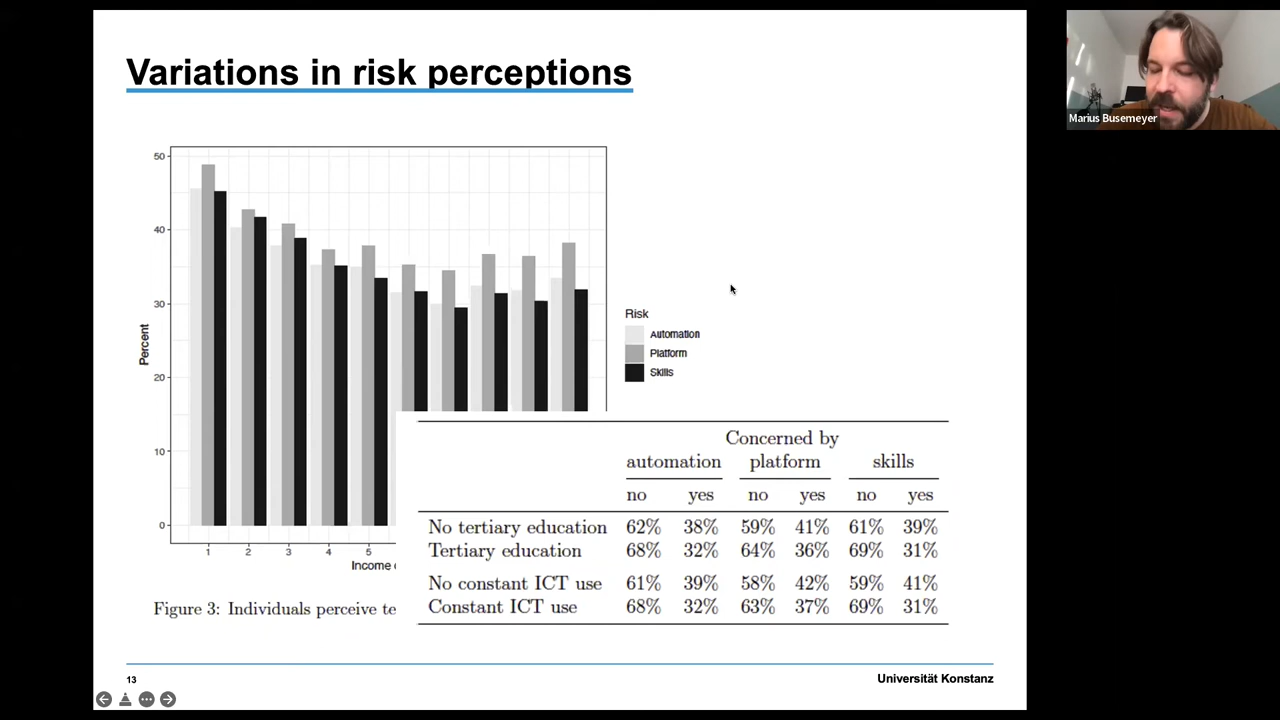 Variations in risk perceptions
Marius Busemeyer
50
40
30
20
10
0
Percent
1 2 3 4 5
Income
Risk
Automation
Platform
Skills
Figure 3: Individuals perceive te
Concerned by
automation platform skills
no yes no yes no yes
No tertiary education 62% 38% 59% 41% 61% 39%
Tertiary education 68% 32% 64% 36% 69% 31%
No constant ICT use 61% 39% 58% 42% 59% 41%
Constant ICT use 68% 32% 63% 37% 69% 31%
13
Universität Konstanz